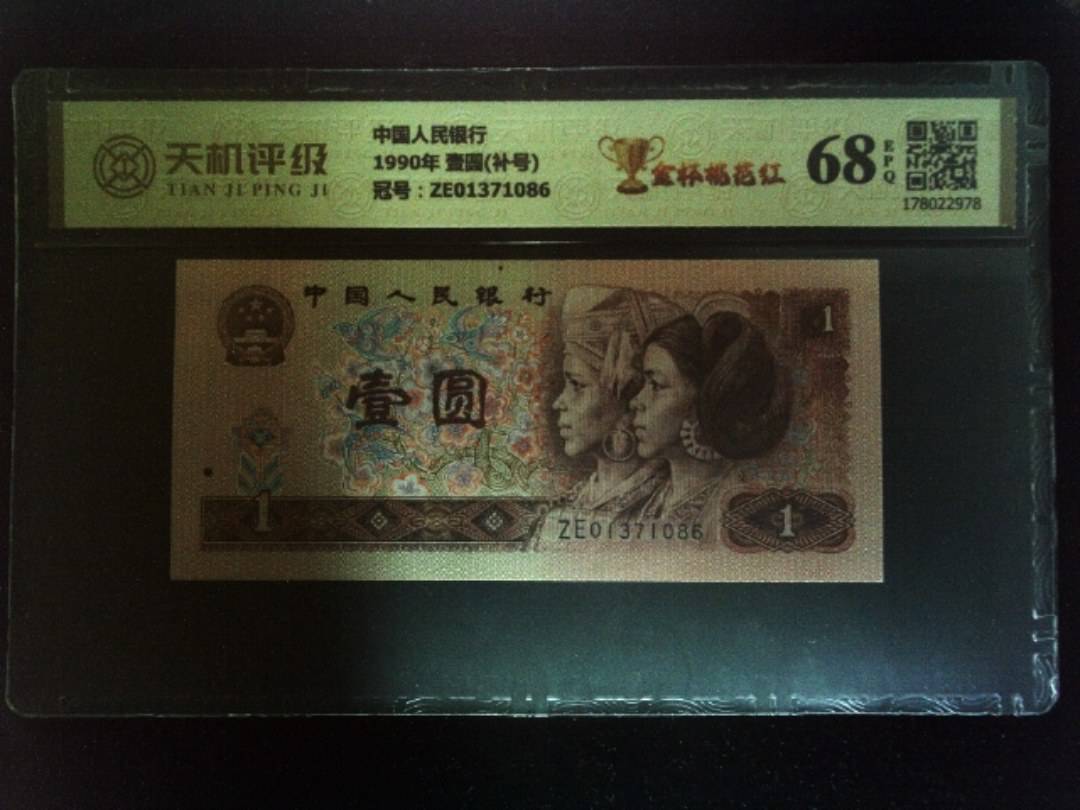 天机评级
TIAN JI PING JI
中国人民银行
1990年 壹圆(补号)
冠号：ZE01371086
金杯桃花红
68
EPQ
178022978
中国人民银行
1
壹圆
1
ZE01371086
1